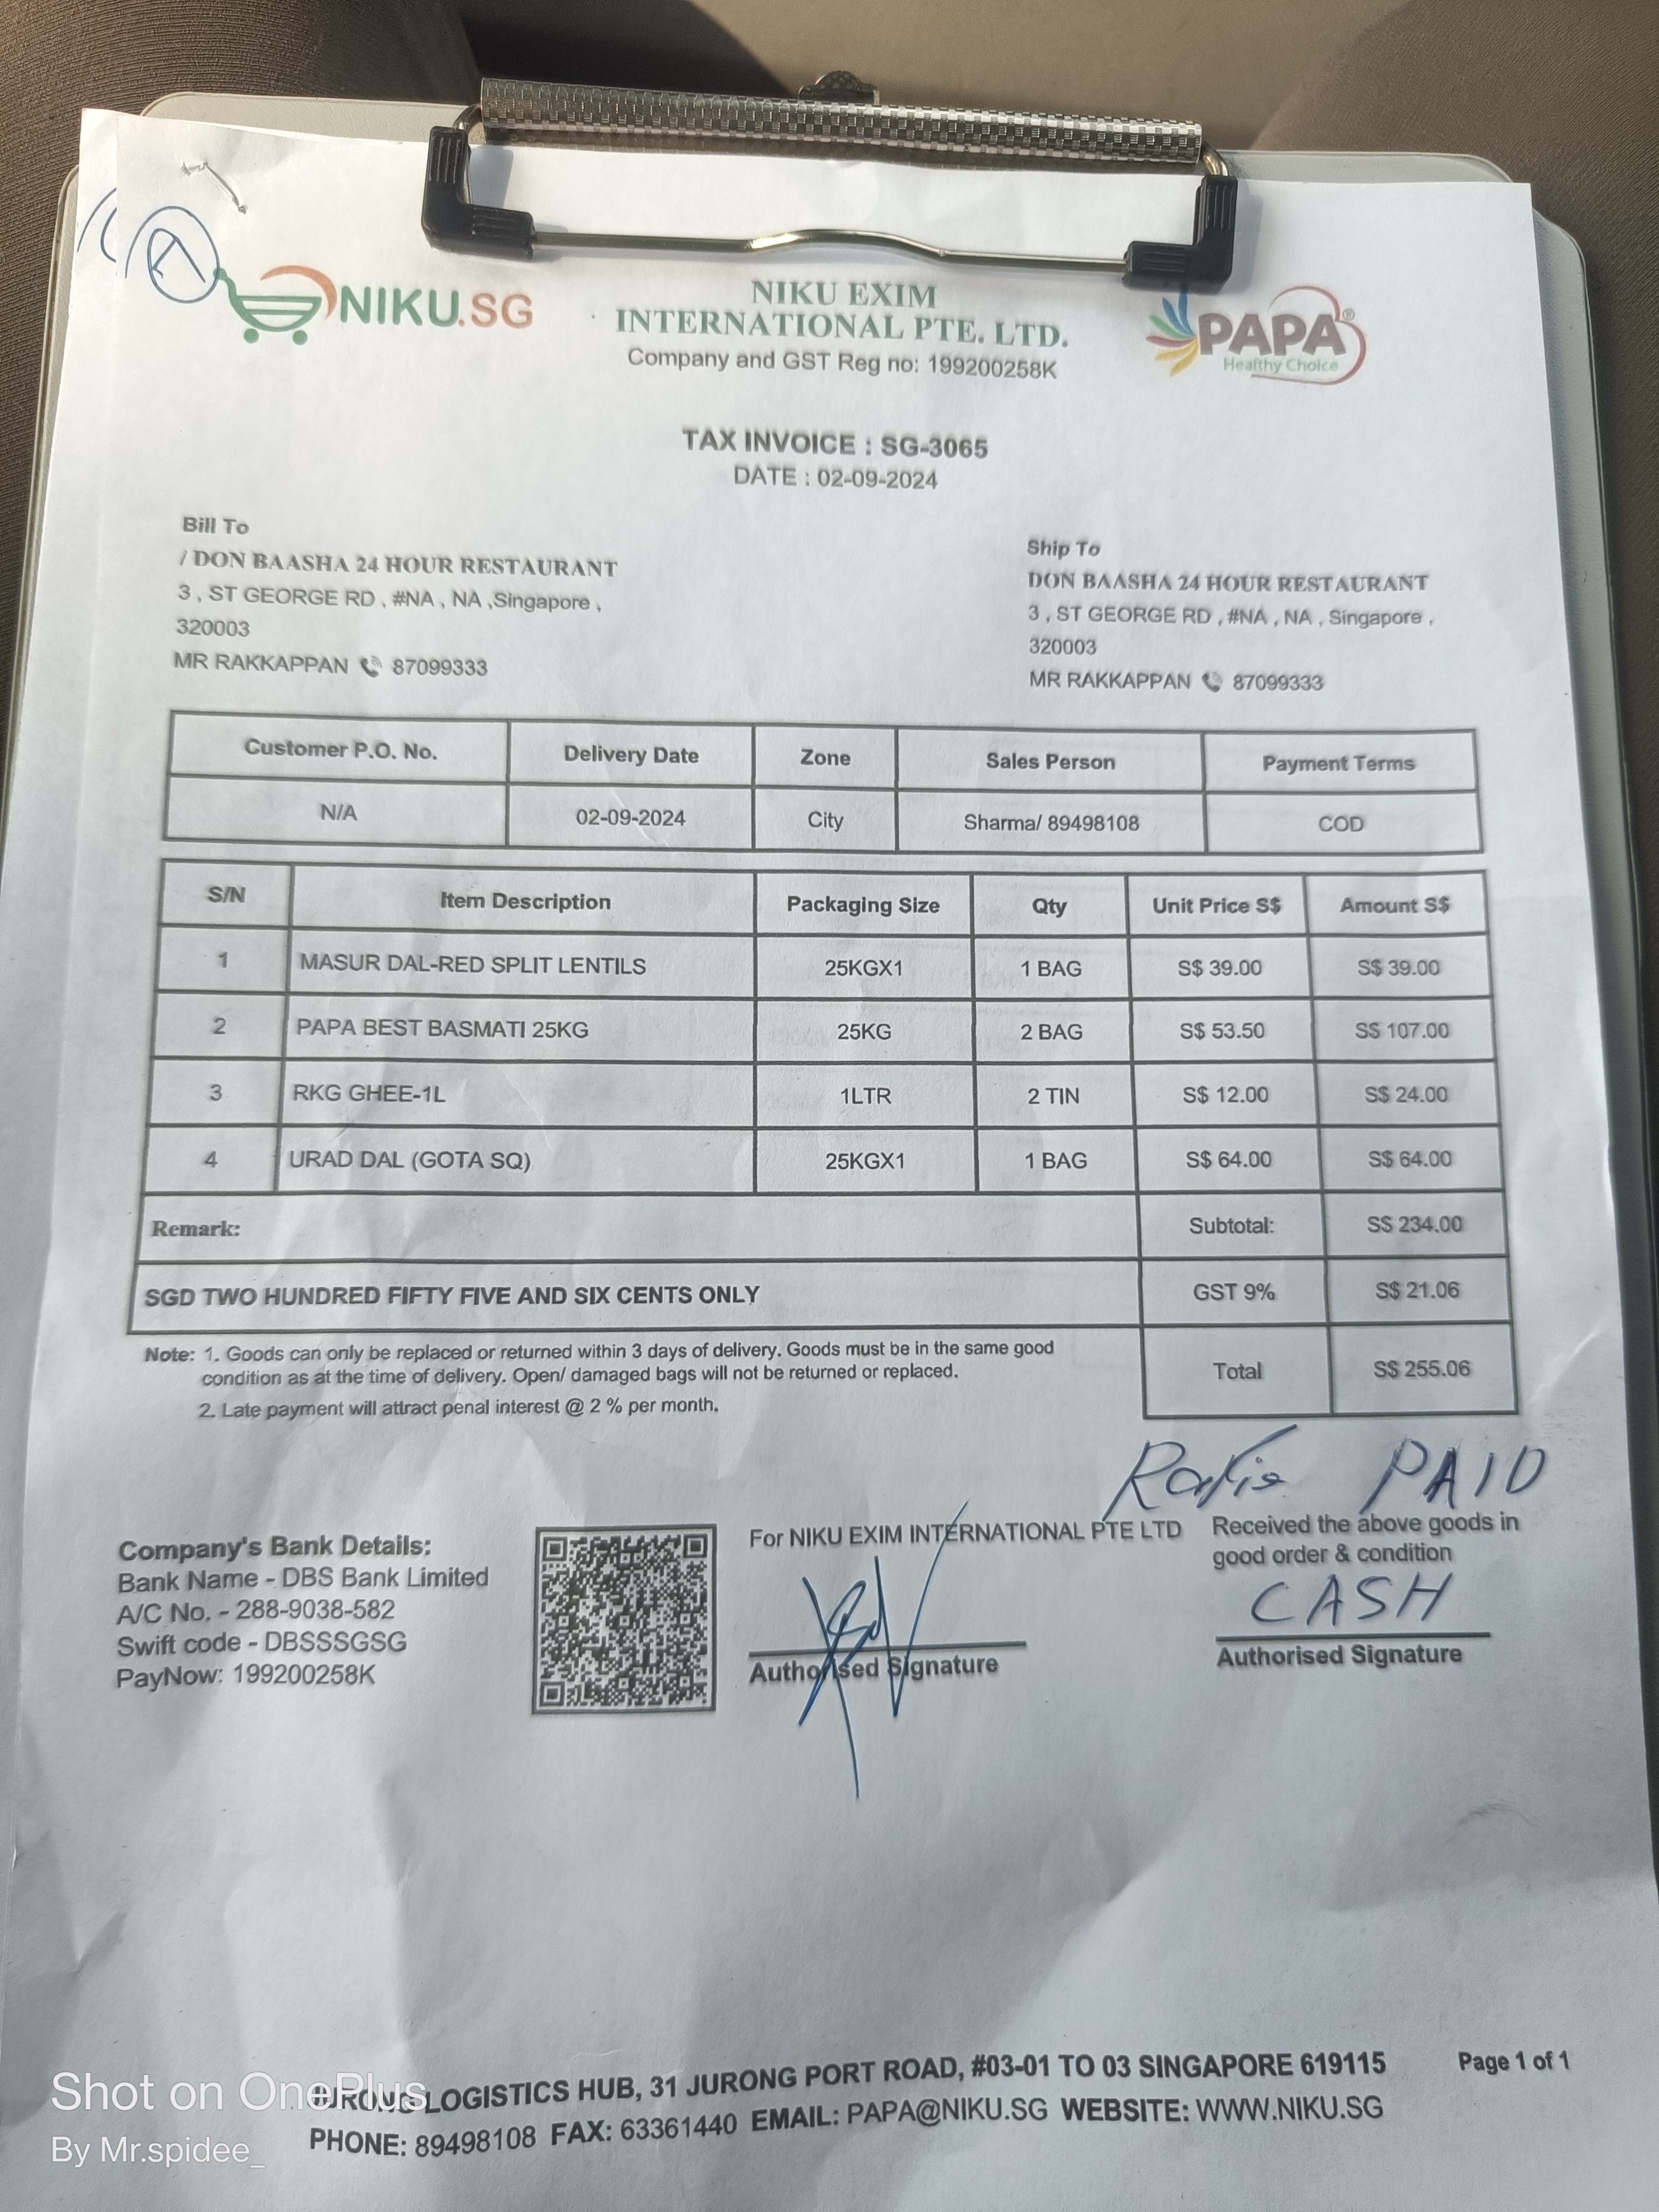 NIKU.SG
NIKU EXIM
INTERNATIONAL PTE. LTD.
Company and GST Reg no: 199200258K
PAPA®
Healthy Choice
TAX INVOICE : SG-3065
DATE : 02-09-2024
Bill To
/ DON BAASHA 24 HOUR RESTAURANT
3 , ST GEORGE RD , #NA , NA ,Singapore ,
320003
MR RAKKAPPAN 87099333
Ship To
DON BAASHA 24 HOUR RESTAURANT
3 , ST GEORGE RD , #NA , NA , Singapore ,
320003
MR RAKKAPPAN 87099333
Customer P.O. No. Delivery Date Zone Sales Person Payment Terms
N/A 02-09-2024 City Sharma/ 89498108 COD
S/N Item Description Packaging Size Qty Unit Price S$ Amount S$
1 MASUR DAL-RED SPLIT LENTILS 25KGX1 1 BAG S$ 39.00 S$ 39.00
2 PAPA BEST BASMATI 25KG 25KG 2 BAG S$ 53.50 S$ 107.00
3 RKG GHEE-1L 1LTR 2 TIN S$ 12.00 S$ 24.00
4 URAD DAL (GOTA SQ) 25KGX1 1 BAG S$ 64.00 S$ 64.00
Remark: Subtotal: S$ 234.00
SGD TWO HUNDRED FIFTY FIVE AND SIX CENTS ONLY GST 9% S$ 21.06
Total S$ 255.06
Note: 1. Goods can only be replaced or returned within 3 days of delivery. Goods must be in the same good
condition as at the time of delivery. Open/ damaged bags will not be returned or replaced.
2. Late payment will attract penal interest @ 2 % per month.
PAID
Company's Bank Details:
Bank Name - DBS Bank Limited
A/C No. - 288-9038-582
Swift code - DBSSSGSG
PayNow: 199200258K
For NIKU EXIM INTERNATIONAL PTE LTD
Authorised Signature
Received the above goods in
good order & condition
CASH
Authorised Signature
JURONG LOGISTICS HUB, 31 JURONG PORT ROAD, #03-01 TO 03 SINGAPORE 619115
PHONE: 89498108 FAX: 63361440 EMAIL: PAPA@NIKU.SG WEBSITE: WWW.NIKU.SG
Page 1 of 1
Shot on OnePlus
By Mr.spidee_